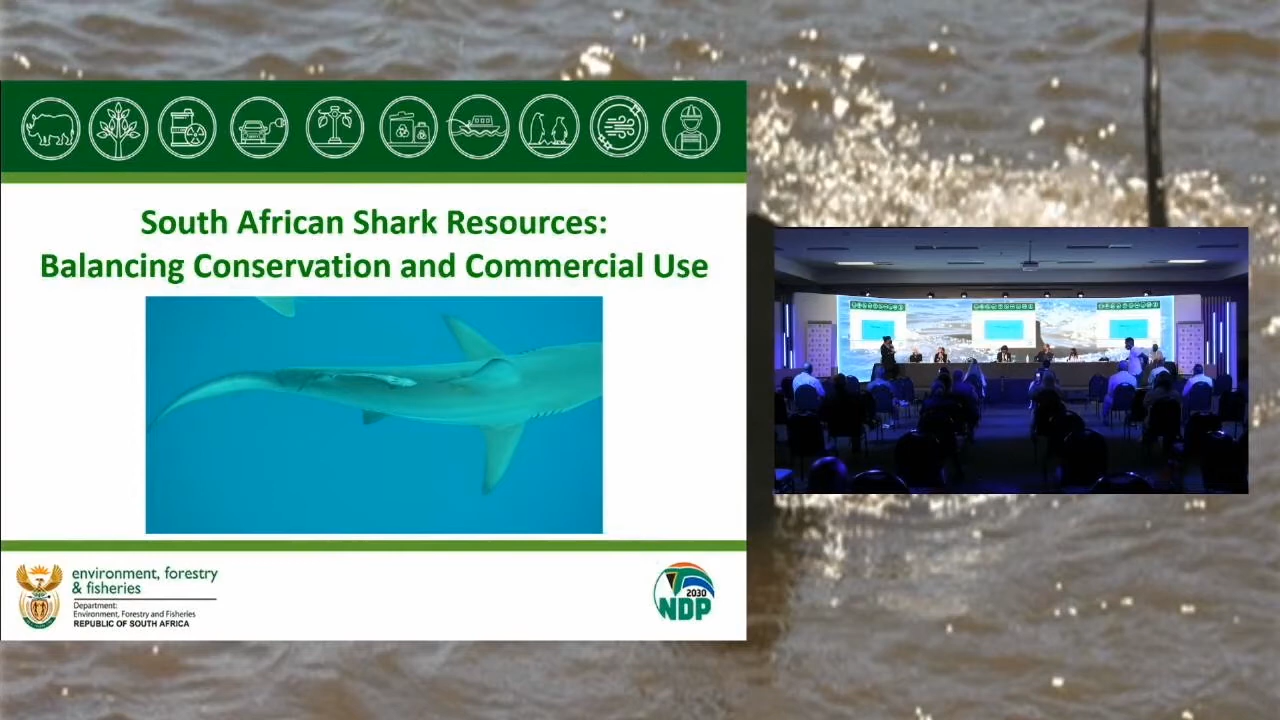 South African Shark Resources:
Balancing Conservation and Commercial Use
environment, forestry
& fisheries
Department:
Environment, Forestry and Fisheries
REPUBLIC OF SOUTH AFRICA
2030
NDP